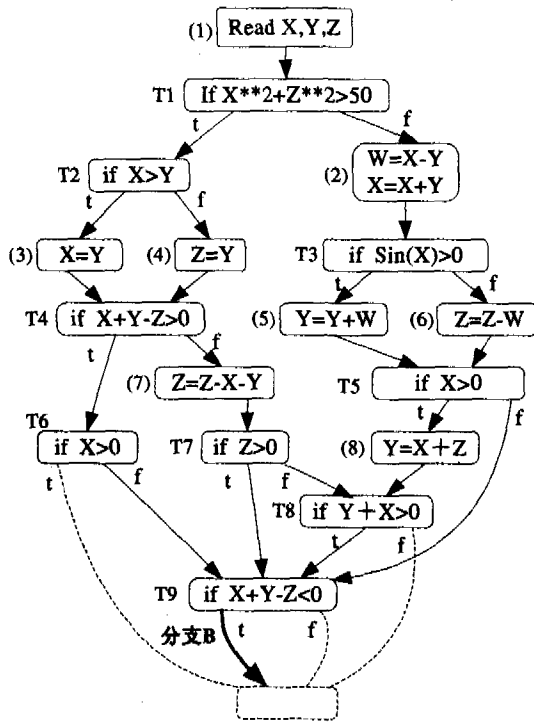 (1) Read X,Y,Z
T1 If X**2+Z**2>50
t f
T2 if X>Y
(2) W=X-Y
X=X+Y
t f
(3) X=Y (4) Z=Y
T3 if Sin(X)>0
t f
T4 if X+Y-Z>0
(5) Y=Y+W (6) Z=Z-W
t f
(7) Z=Z-X-Y
T5 if X>0
t f
T6 if X>0
T7 if Z>0
(8) Y=X+Z
t f
t f
T8 if Y+X>0
t f
T9 if X+Y-Z<0
分支B t f